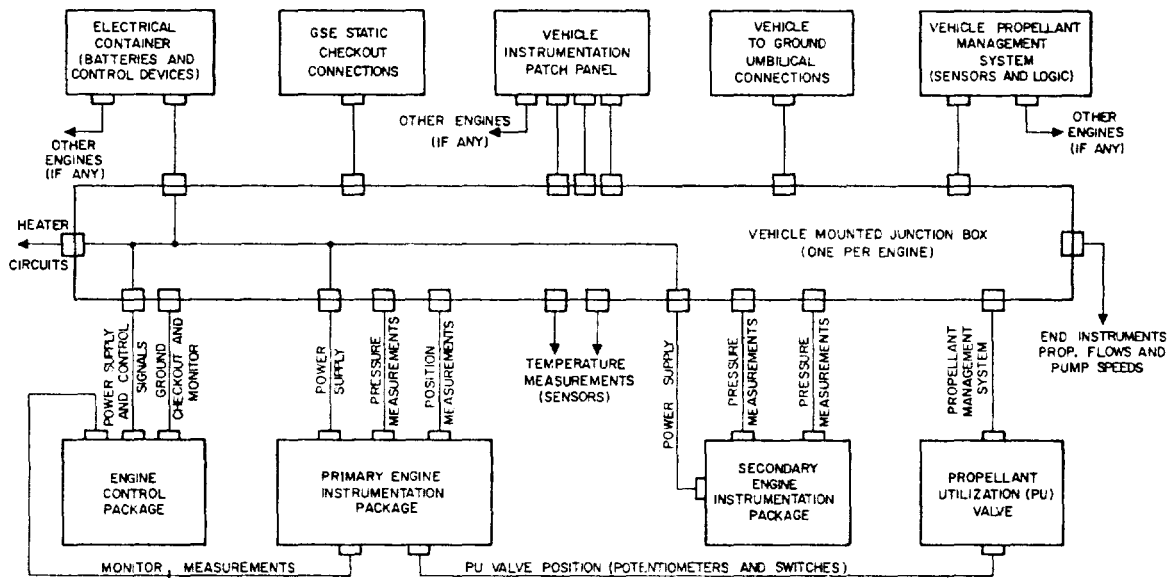 ELECTRICAL
CONTAINER
(BATTERIES AND
CONTROL DEVICES)
GSE STATIC
CHECKOUT
CONNECTIONS
VEHICLE
INSTRUMENTATION
PATCH PANEL
VEHICLE
TO GROUND
UMBILICAL
CONNECTIONS
VEHICLE PROPELLANT
MANAGEMENT
SYSTEM
(SENSORS AND LOGIC)
OTHER
ENGINES
(IF ANY)
OTHER ENGINES
(IF ANY)
OTHER
ENGINES
(IF ANY)
HEATER
CIRCUITS
VEHICLE MOUNTED JUNCTION BOX
(ONE PER ENGINE)
POWER SUPPLY
AND CONTROL
SIGNALS
GROUND
CHECKOUT AND
MONITOR
POWER
SUPPLY
PRESSURE
MEASUREMENTS
POSITION
MEASUREMENTS
TEMPERATURE
MEASUREMENTS
(SENSORS)
POWER SUPPLY
PRESSURE
MEASUREMENTS
PRESSURE
MEASUREMENTS
PROPELLANT
MANAGEMENT
SYSTEM
END INSTRUMENTS
PROP. FLOWS AND
PUMP SPEEDS
ENGINE
CONTROL
PACKAGE
PRIMARY ENGINE
INSTRUMENTATION
PACKAGE
SECONDARY
ENGINE
INSTRUMENTATION
PACKAGE
PROPELLANT
UTILIZATION (PU)
VALVE
MONITOR MEASUREMENTS
PU VALVE POSITION (POTENTIOMETERS AND SWITCHES)